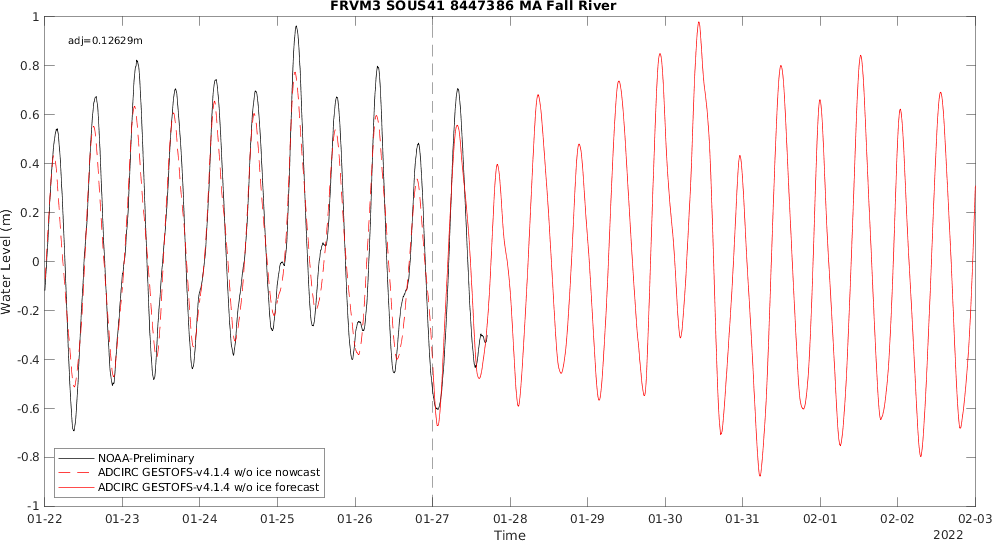 FRVM3 SOUS41 8447386 MA Fall River
adj=0.12629m
1
0.8
0.6
0.4
0.2
0
-0.2
-0.4
-0.6
-0.8
-1
Water Level (m)
NOAA-Preliminary
ADCIRC GESTOFS-v4.1.4 w/o ice nowcast
ADCIRC GESTOFS-v4.1.4 w/o ice forecast
01-22 01-23 01-24 01-25 01-26 01-27 01-28 01-29 01-30 01-31 02-01 02-02 02-03
Time
2022